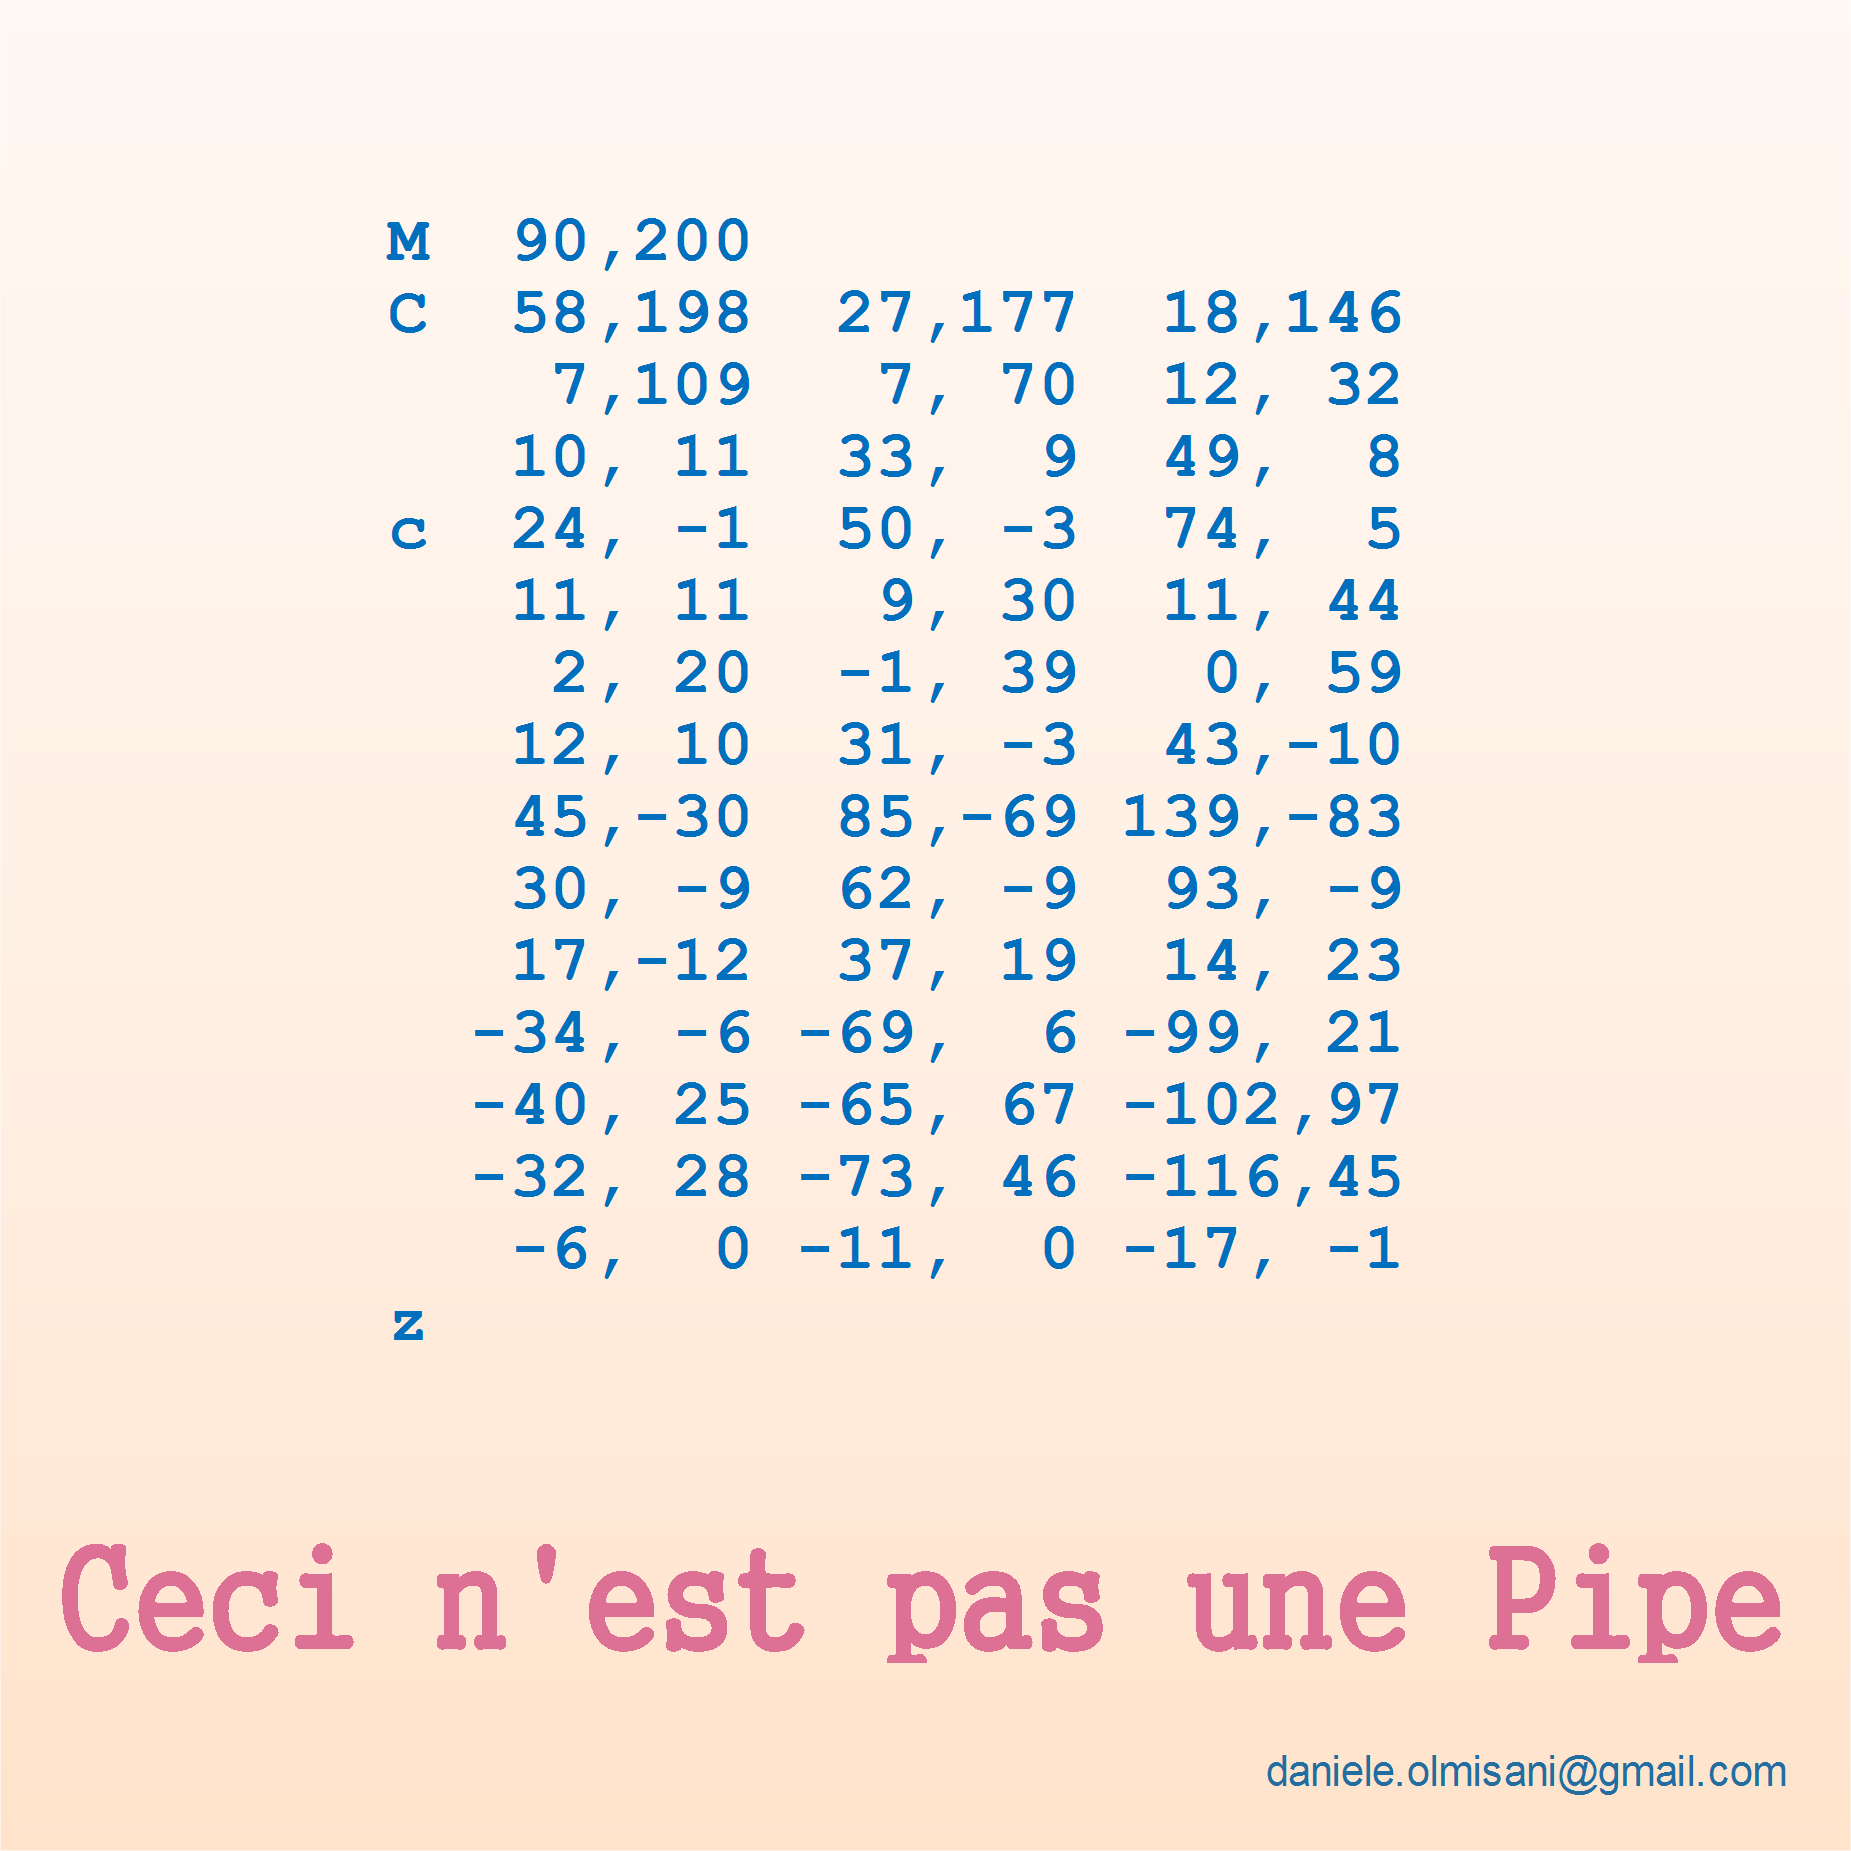 M  90,200
C  58,198  27,177  18,146
    7,109   7, 70  12, 32
   10, 11  33,  9  49,  8
c  24, -1  50, -3  74,  5
   11, 11   9, 30  11, 44
    2, 20  -1, 39   0, 59
   12, 10  31, -3  43,-10
   45,-30  85,-69 139,-83
   30, -9  62, -9  93, -9
   17,-12  37, 19  14, 23
  -34, -6 -69,  6 -99, 21
  -40, 25 -65, 67 -102,97
  -32, 28 -73, 46 -116,45
   -6,  0 -11,  0 -17, -1
z
Ceci n'est pas une Pipe
daniele.olmisani@gmail.com